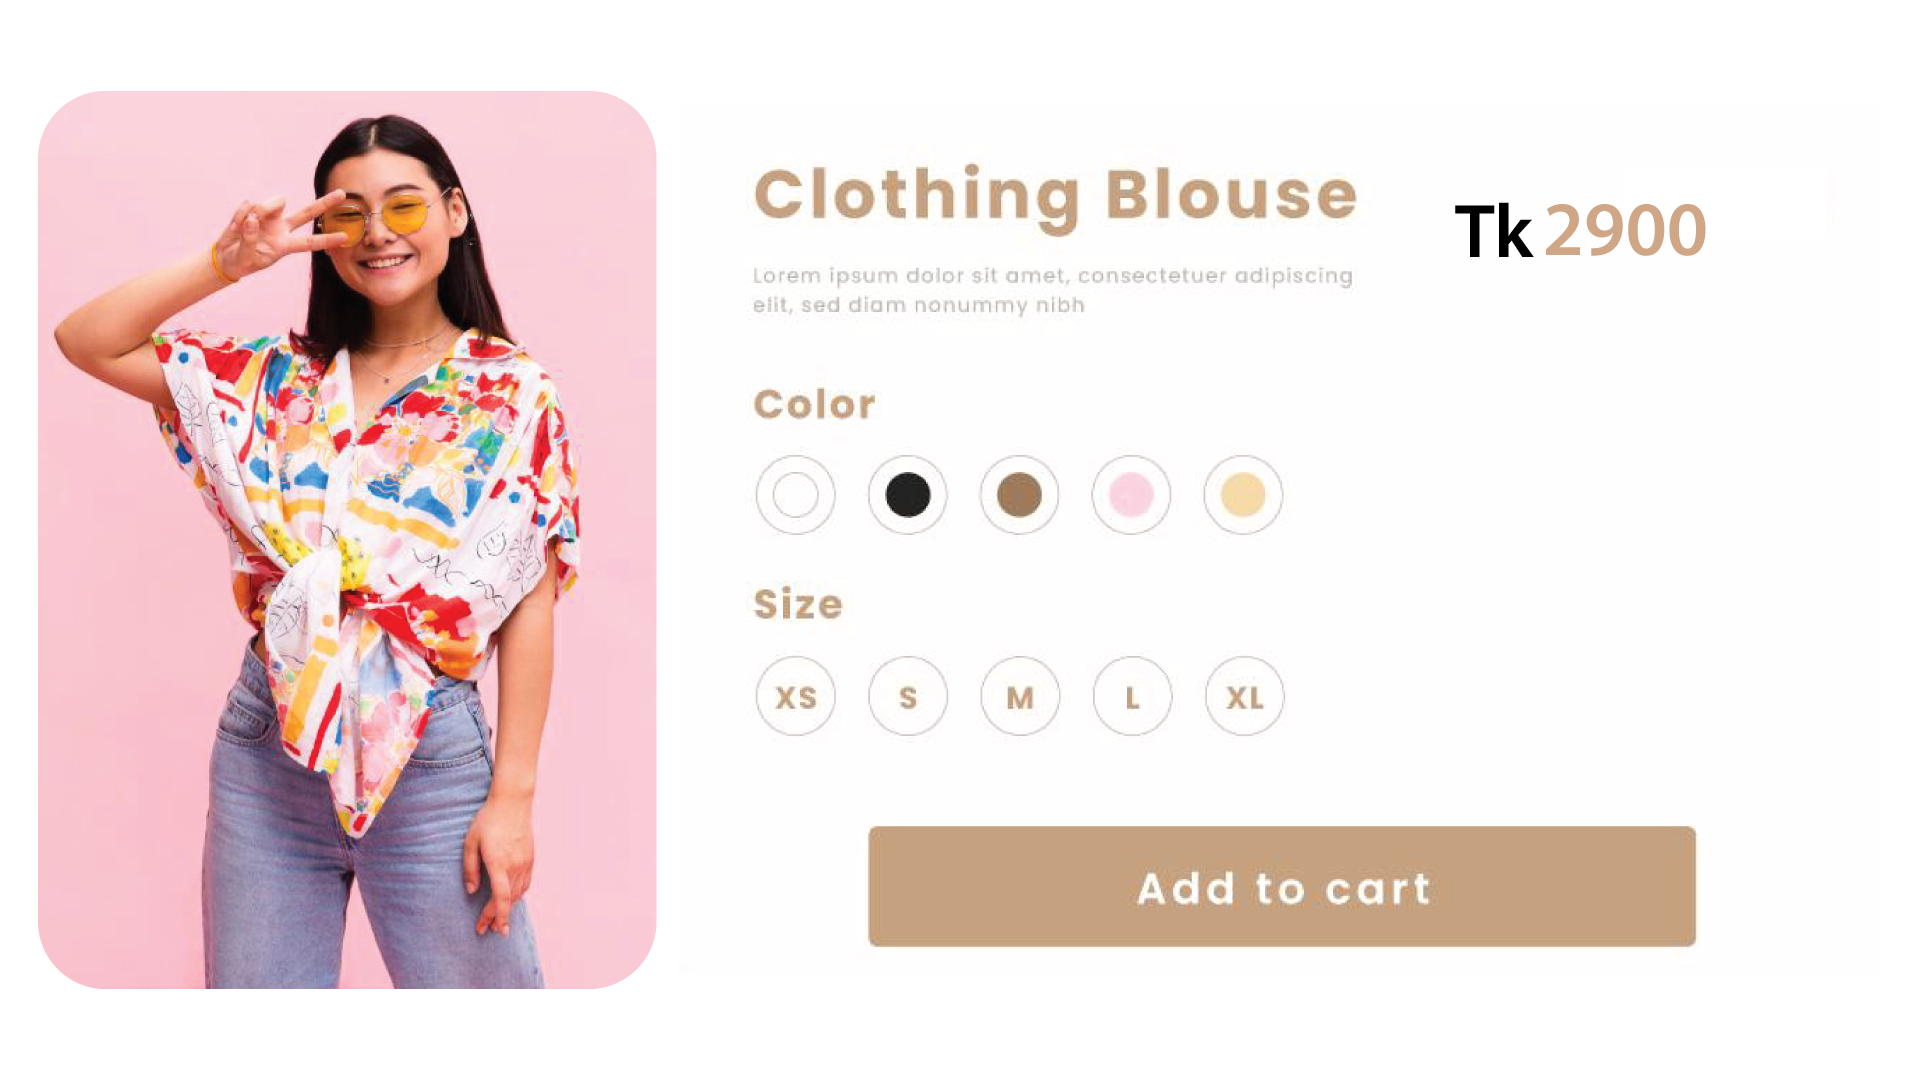 Clothing Blouse
Tk 2900
Lorem ipsum dolor sit amet, consectetuer adipiscing
elit, sed diam nonummy nibh
Color
Size
XS S M L XL
Add to cart